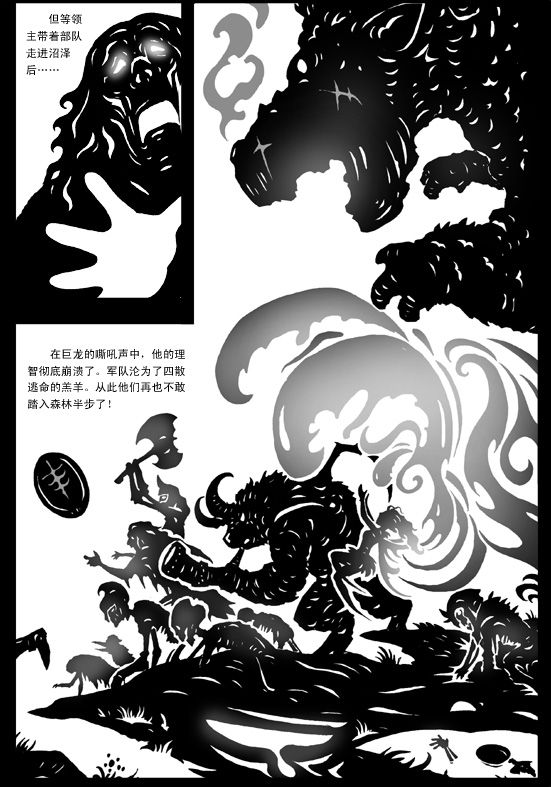 但等领
主带着部队
走进沼泽
后……
在巨龙的嘶吼声中，他的理
智彻底崩溃了。军队沦为了四散
逃命的羔羊。从此他们再也不敢
踏入森林半步了！